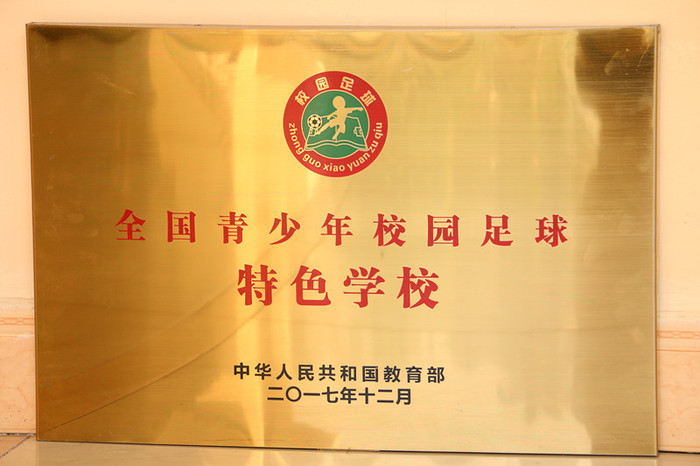 校园足球
zhong guo xiao yuan zu qiu
全国青少年校园足球
特色学校
中华人民共和国教育部
二〇一七年十二月